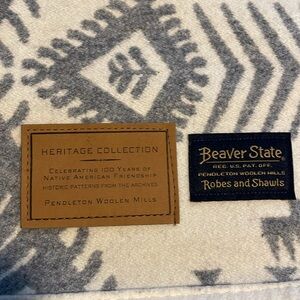 HERITAGE COLLECTION
CELEBRATING 100 YEARS OF
NATIVE AMERICAN FRIENDSHIP
HISTORIC PATTERNS FROM THE ARCHIVES
PENDLETON WOOLEN MILLS
Beaver State
REG. U.S. PAT. OFF.
PENDLETON WOOLEN MILLS
Robes and Shawls